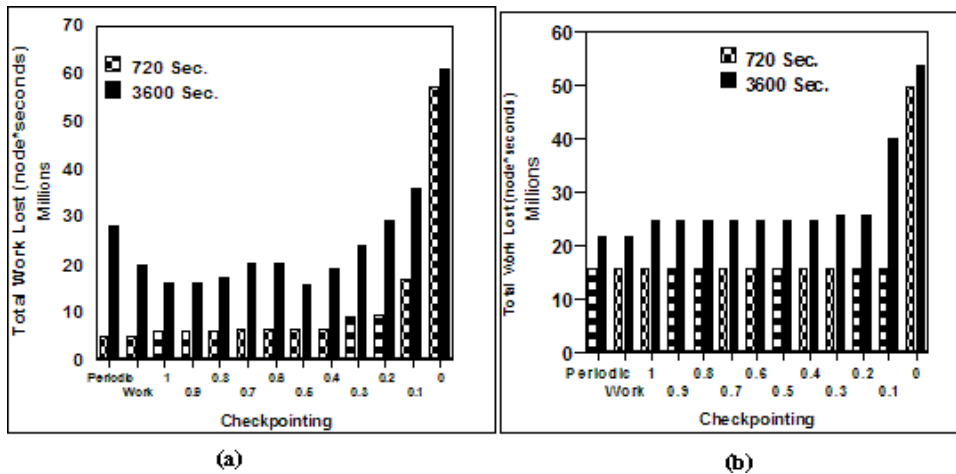 70
60
50
40
30
20
10
0
Total Work Lost (node*seconds)
Millions
720 Sec.
3600 Sec.
Periodic 1 0.8 0.6 0.4 0.2 0
Work 0.9 0.7 0.5 0.3 0.1
Checkpointing
(a)
60
50
40
30
20
10
0
Total Work Lost (node*seconds)
Millions
720 Sec.
3600 Sec.
Periodic 1 0.8 0.6 0.4 0.2 0
Work 0.9 0.7 0.5 0.3 0.1
Checkpointing
(b)